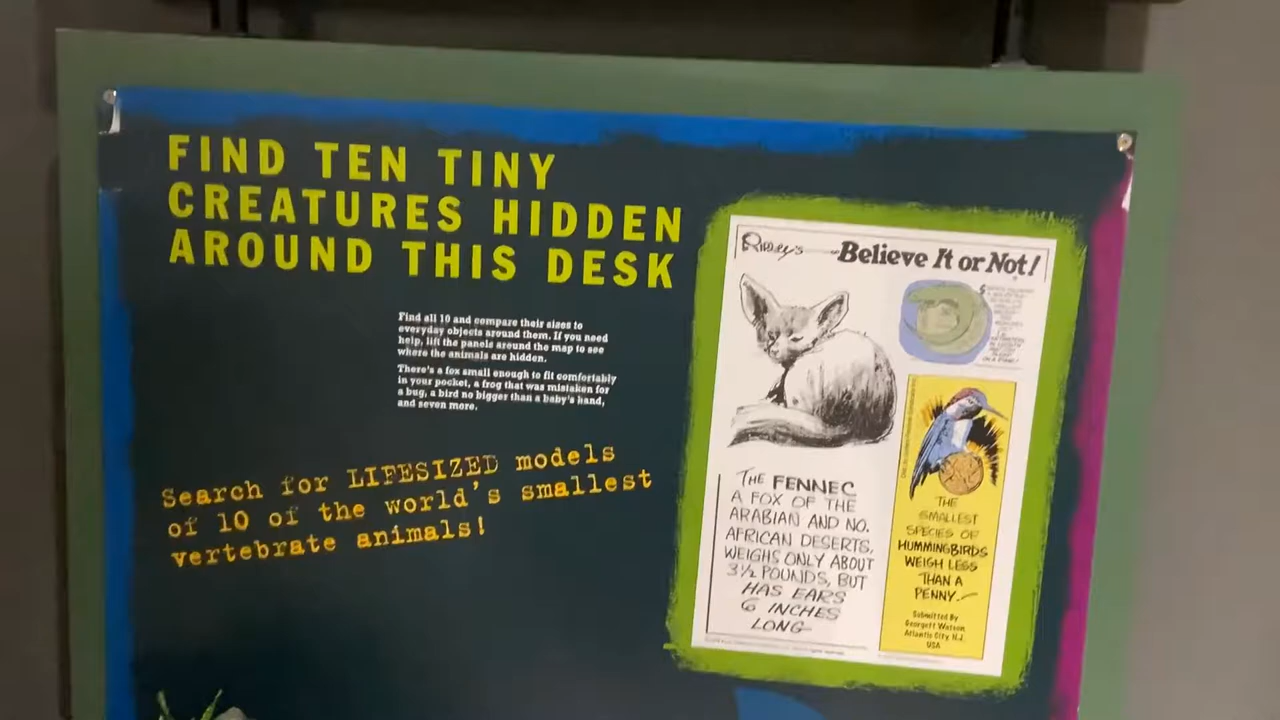 FIND TEN TINY
CREATURES HIDDEN
AROUND THIS DESK
Find all 10 and compare their sizes to
everyday objects around them. If you need
help, lift the panels around the map to see
where the animals are hidden.
There's a fox small enough to fit comfortably
in your pocket, a frog that was mistaken for
a bug, a bird no bigger than a baby's hand,
and seven more.
Search for LIFESIZED models
of 10 of the world's smallest
vertebrate animals!
Ripley's Believe It or Not!
THE FENNEC
A FOX OF THE
ARABIAN AND NO.
AFRICAN DESERTS,
WEIGHS ONLY ABOUT
3½ POUNDS, BUT
HAS EARS
6 INCHES
LONG
THE
SMALLEST
SPECIES OF
HUMMINGBIRDS
WEIGH LESS
THAN A
PENNY.
Submitted By
Georgett Watson
Atlantic City, N.J.
USA